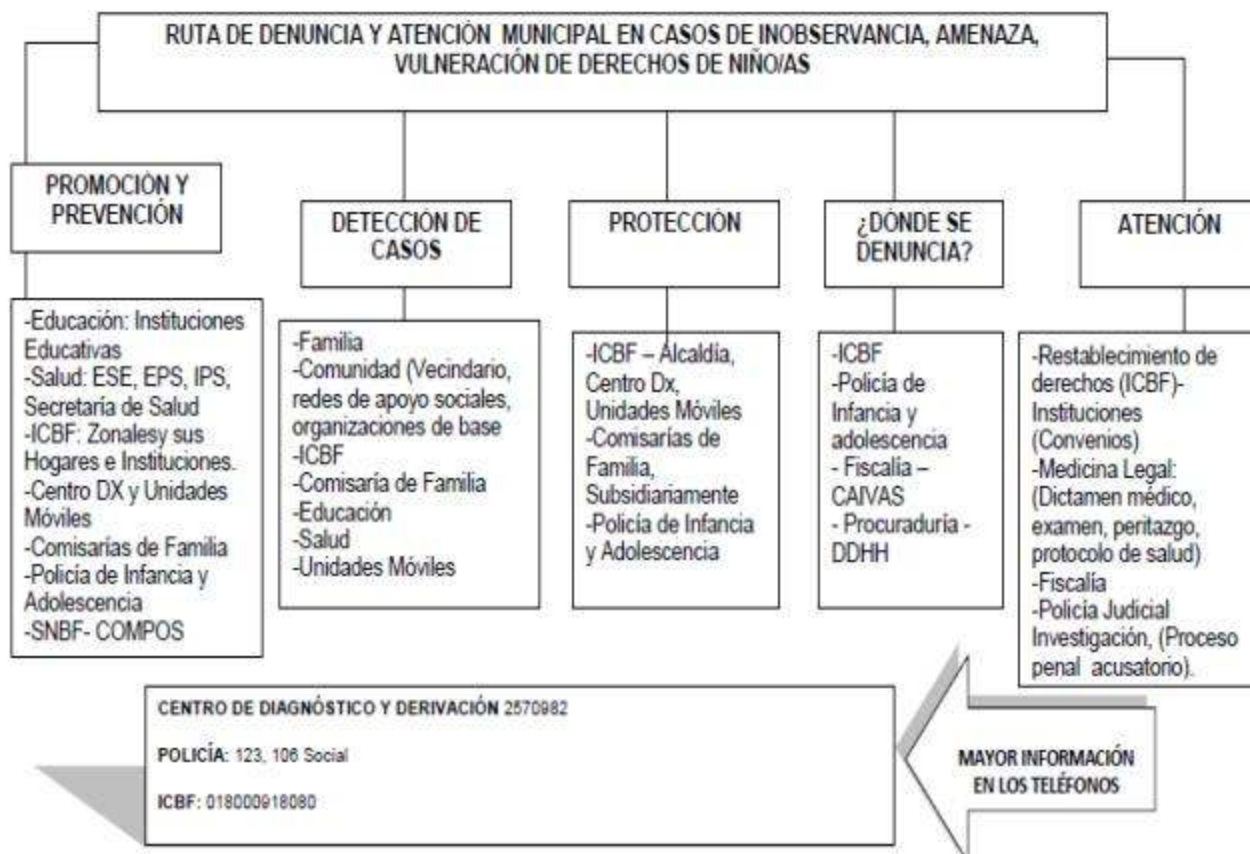 RUTA DE DENUNCIA Y ATENCIÓN MUNICIPAL EN CASOS DE INOBSERVANCIA, AMENAZA,
VULNERACIÓN DE DERECHOS DE NIÑO/AS
PROMOCIÓN Y
PREVENCIÓN
-Educación: Instituciones
Educativas
-Salud: ESE, EPS, IPS,
Secretaría de Salud
-ICBF: Zonalesy sus
Hogares e Instituciones.
-Centro DX y Unidades
Móviles
-Comisarías de Familia
-Policía de Infancia y
Adolescencia
-SNBF- COMPOS
DETECCIÓN DE
CASOS
-Familia
-Comunidad (Vecindario,
redes de apoyo sociales,
organizaciones de base
-ICBF
-Comisaría de Familia
-Educación
-Salud
-Unidades Móviles
PROTECCIÓN
-ICBF – Alcaldía,
Centro Dx,
Unidades Móviles
-Comisarías de
Familia,
Subsidiariamente
-Policía de Infancia
y Adolescencia
¿DÓNDE SE
DENUNCIA?
-ICBF
-Policía de
Infancia y
adolescencia
- Fiscalía –
CAIVAS
- Procuraduría -
DDHH
ATENCIÓN
-Restablecimiento de
derechos (ICBF)-
Instituciones
(Convenios)
-Medicina Legal:
(Dictamen médico,
examen, peritazgo,
protocolo de salud)
-Fiscalía
-Policía Judicial
Investigación, (Proceso
penal acusatorio).
CENTRO DE DIAGNÓSTICO Y DERIVACIÓN 2570982
POLICÍA: 123, 106 Social
ICBF: 018000918080
MAYOR INFORMACIÓN
EN LOS TELÉFONOS